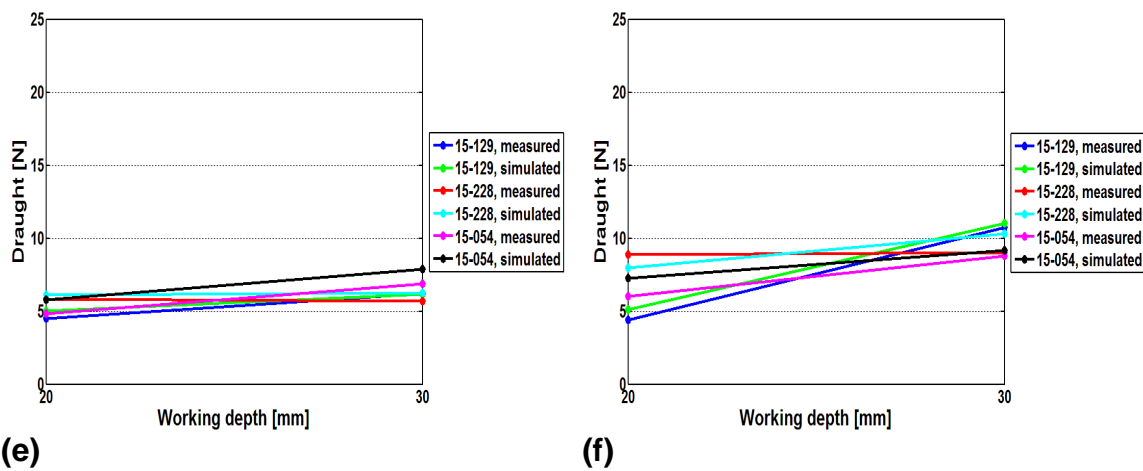 25
20
15
10
5
0
Draught [N]
20
30
Working depth [mm]
15-129, measured
15-129, simulated
15-228, measured
15-228, simulated
15-054, measured
15-054, simulated
(e)
25
20
15
10
5
0
Draught [N]
20
30
Working depth [mm]
15-129, measured
15-129, simulated
15-228, measured
15-228, simulated
15-054, measured
15-054, simulated
(f)